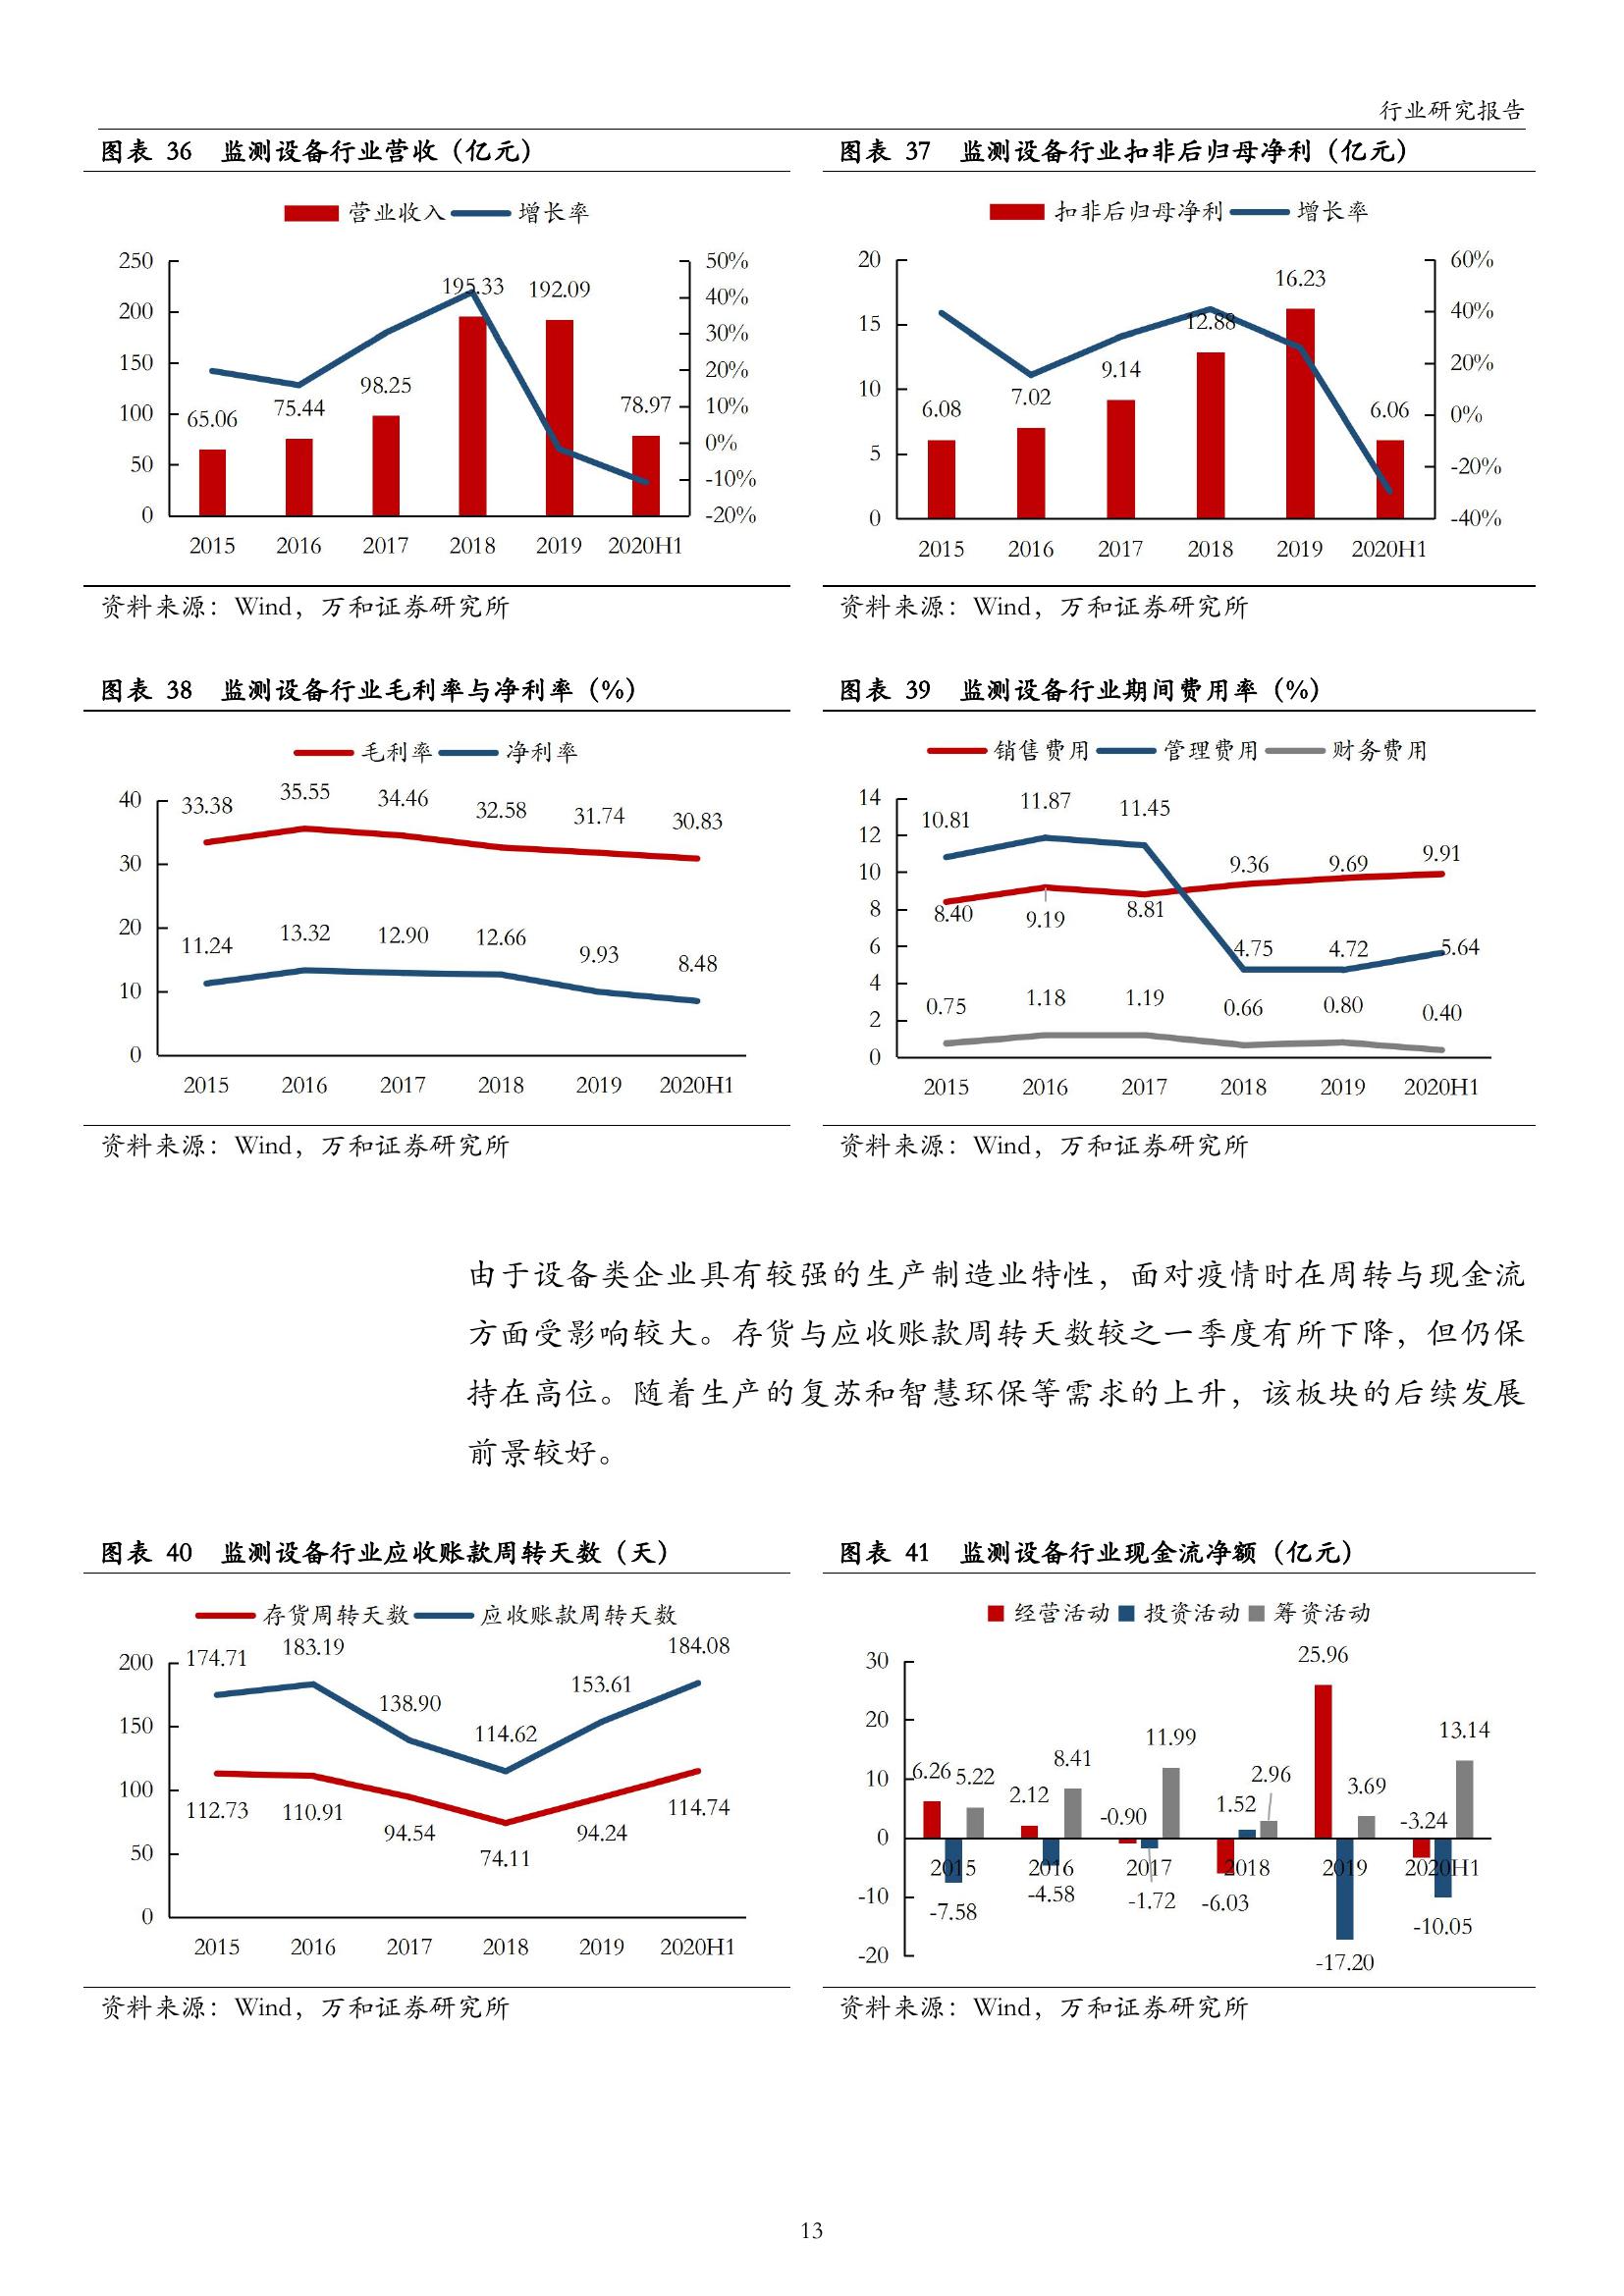 行业研究报告
图表 36 监测设备行业营收（亿元）
营业收入 增长率
250
200
150
100
50
0
50%
40%
30%
20%
10%
0%
-10%
-20%
65.06
75.44
98.25
195.33
192.09
78.97
2015 2016 2017 2018 2019 2020H1
资料来源：Wind，万和证券研究所
图表 37 监测设备行业扣非后归母净利（亿元）
扣非后归母净利 增长率
20
15
10
5
0
60%
40%
20%
0%
-20%
-40%
6.08
7.02
9.14
12.88
16.23
6.06
2015 2016 2017 2018 2019 2020H1
资料来源：Wind，万和证券研究所
图表 38 监测设备行业毛利率与净利率（%）
毛利率 净利率
40
30
20
10
0
33.38 35.55 34.46 32.58 31.74 30.83
11.24 13.32 12.90 12.66 9.93 8.48
2015 2016 2017 2018 2019 2020H1
资料来源：Wind，万和证券研究所
图表 39 监测设备行业期间费用率（%）
销售费用 管理费用 财务费用
14
12
10
8
6
4
2
0
10.81 11.87 11.45 4.75 4.72 5.64
8.40 9.19 8.81 9.36 9.69 9.91
0.75 1.18 1.19 0.66 0.80 0.40
2015 2016 2017 2018 2019 2020H1
资料来源：Wind，万和证券研究所
由于设备类企业具有较强的生产制造业特性，面对疫情时在周转与现金流
方面受影响较大。存货与应收账款周转天数较之一季度有所下降，但仍保
持在高位。随着生产的复苏和智慧环保等需求的上升，该板块的后续发展
前景较好。
图表 40 监测设备行业应收账款周转天数（天）
存货周转天数 应收账款周转天数
200
150
100
50
0
174.71 183.19 138.90 114.62 153.61 184.08
112.73 110.91 94.54 74.11 94.24 114.74
2015 2016 2017 2018 2019 2020H1
资料来源：Wind，万和证券研究所
图表 41 监测设备行业现金流净额（亿元）
经营活动 投资活动 筹资活动
30
20
10
0
-10
-20
6.26 2.12 -0.90 -6.03 25.96 -3.24
-7.58 -4.58 -1.72 1.52 -17.20 -10.05
5.22 8.41 11.99 2.96 3.69 13.14
2015 2016 2017 2018 2019 2020H1
资料来源：Wind，万和证券研究所
13